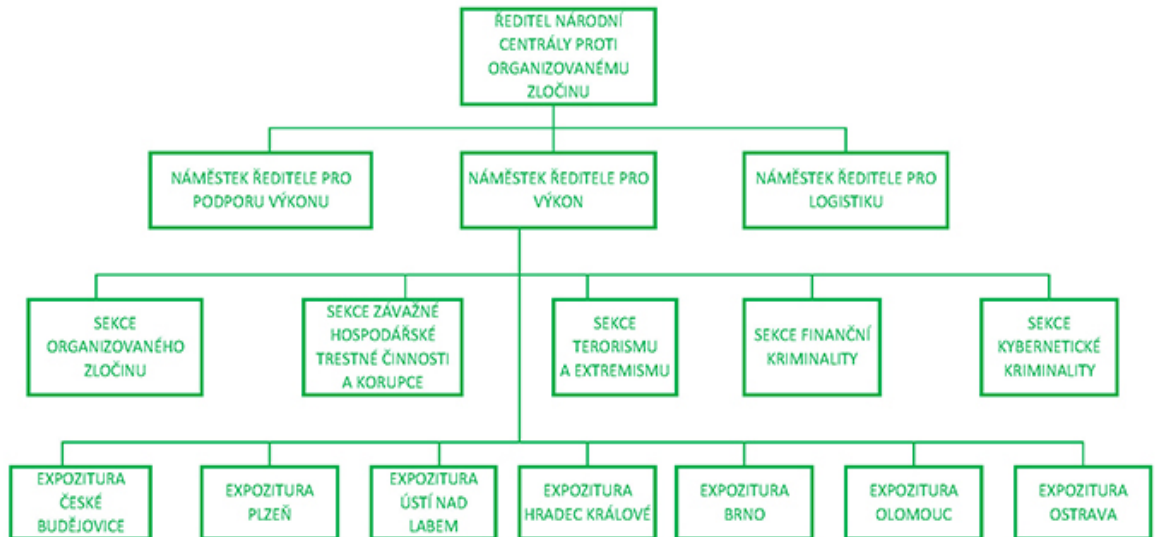 ŘEDITEL NÁRODNÍ
CENTRÁLY PROTI
ORGANIZOVANÉMU
ZLOČINU
NÁMĚSTEK ŘEDITELE PRO
PODPORU VÝKONU
NÁMĚSTEK ŘEDITELE PRO
VÝKON
NÁMĚSTEK ŘEDITELE PRO
LOGISTIKU
SEKCE
ORGANIZOVANÉHO
ZLOČINU
SEKCE ZÁVAŽNÉ
HOSPODÁŘSKÉ
TRESTNÉ ČINNOSTI
A KORUPCE
SEKCE
TERORISMU
A EXTREMISMU
SEKCE FINANČNÍ
KRIMINALITY
SEKCE
KYBERNETICKÉ
KRIMINALITY
EXPOZITURA
ČESKÉ
BUDĚJOVICE
EXPOZITURA
PLZEŇ
EXPOZITURA
ÚSTÍ NAD
LABEM
EXPOZITURA
HRADEC KRÁLOVÉ
EXPOZITURA
BRNO
EXPOZITURA
OLOMOUC
EXPOZITURA
OSTRAVA